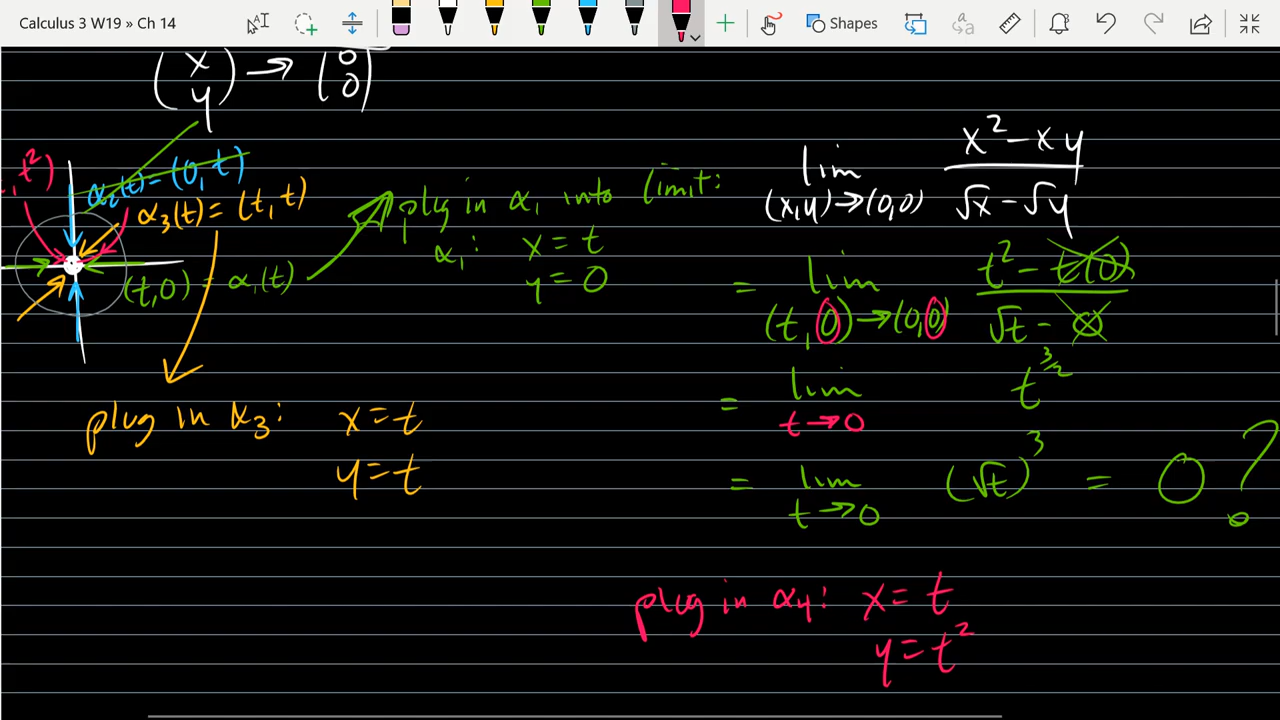 Calculus 3 W19 » Ch 14
Shapes
(x y) → (0 0)
, t²)
α₂(t) = (0, t)
α₃(t) = (t, t)
(t, 0) = α₁(t)
plug in α₁ into limit:
α₁: x = t
y = 0
plug in α₃: x = t
y = t
lim (x,y) → (0,0) x² - xy / √x - √y
= lim (t, 0) → (0,0) t² - t(0) / √t - 0
= lim t → 0 t^3/2
= lim t → 0 (√t)³ = 0 ?
plug in α₄: x = t
y = t²